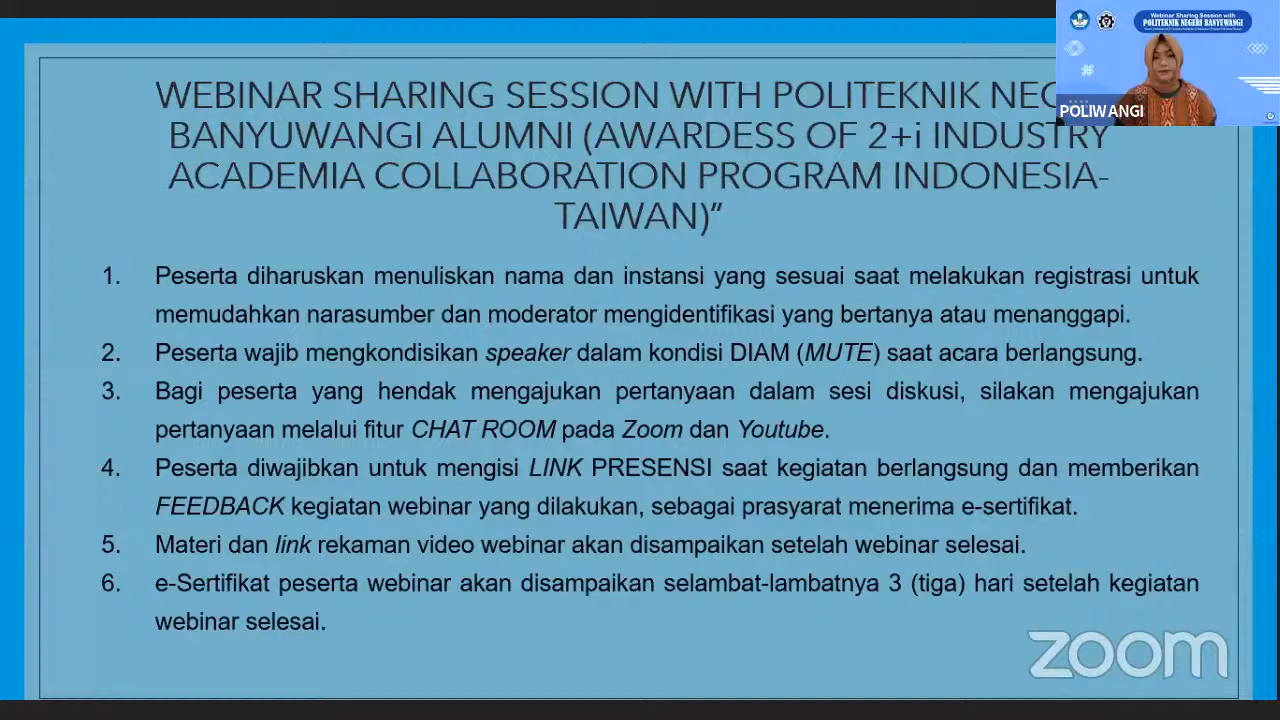 WEBINAR SHARING SESSION WITH POLITEKNIK NEG
BANYUWANGI ALUMNI (AWARDESS OF 2+i INDUSTRY
ACADEMIA COLLABORATION PROGRAM INDONESIA-
TAIWAN)”
1. Peserta diharuskan menuliskan nama dan instansi yang sesuai saat melakukan registrasi untuk
memudahkan narasumber dan moderator mengidentifikasi yang bertanya atau menanggapi.
2. Peserta wajib mengkondisikan speaker dalam kondisi DIAM (MUTE) saat acara berlangsung.
3. Bagi peserta yang hendak mengajukan pertanyaan dalam sesi diskusi, silakan mengajukan
pertanyaan melalui fitur CHAT ROOM pada Zoom dan Youtube.
4. Peserta diwajibkan untuk mengisi LINK PRESENSI saat kegiatan berlangsung dan memberikan
FEEDBACK kegiatan webinar yang dilakukan, sebagai prasyarat menerima e-sertifikat.
5. Materi dan link rekaman video webinar akan disampaikan setelah webinar selesai.
6. e-Sertifikat peserta webinar akan disampaikan selambat-lambatnya 3 (tiga) hari setelah kegiatan
webinar selesai.
Webinar Sharing Session with
POLITEKNIK NEGERI BANYUWANGI
#
POLIWANGI
zoom